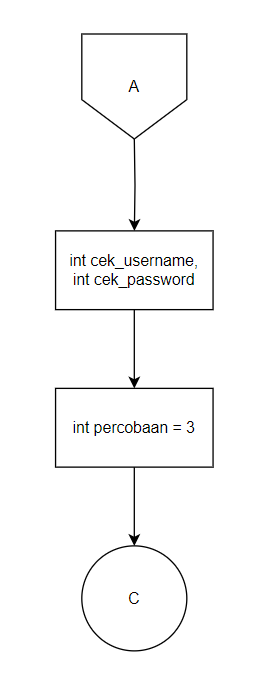 A
int cek_username,
int cek_password
int percobaan = 3
C